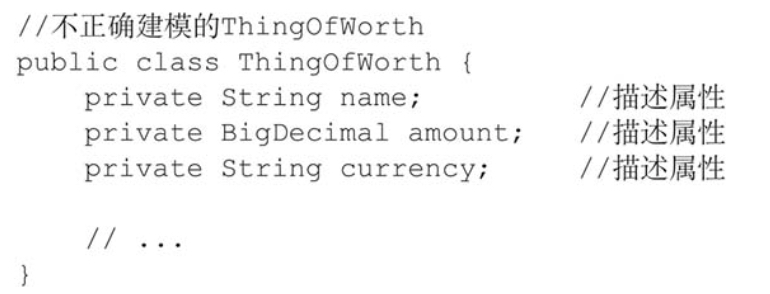 //不正确建模的ThingOfWorth
public class ThingOfWorth {
    private String name;          //描述属性
    private BigDecimal amount;    //描述属性
    private String currency;      //描述属性

    // ...
}